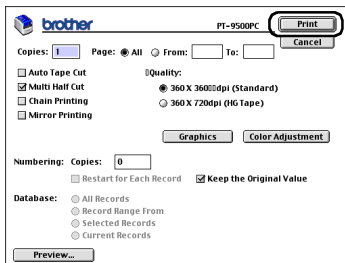 brother PT-9500PC Print
Copies: 1 Page: All From: To: Cancel
Auto Tape Cut Quality:
Multi Half Cut 360 X 360 dpi (Standard)
Chain Printing 360 X 720dpi (HG Tape)
Mirror Printing
Graphics Color Adjustment
Numbering: Copies: 0
Restart for Each Record Keep the Original Value
Database: All Records
Record Range From
Selected Records
Current Records
Preview...